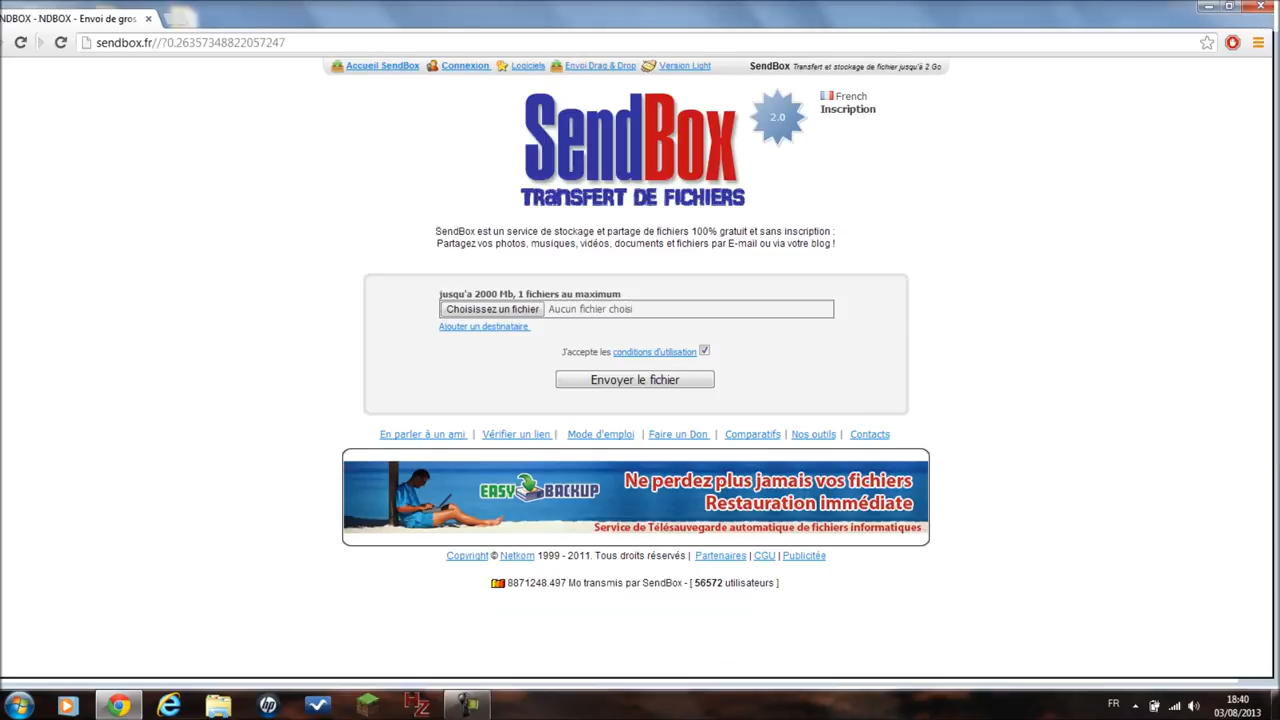 NDBOX - NDBOX - Envoi de gros
sendbox.fr//?0.26357348822057247
Accueil SendBox Connexion Logiciels Envoi Drag & Drop Version Light SendBox Transfert et stockage de fichier jusqu'à 2 Go
SendBox
TRANSFERT DE FICHIERS
2.0
French
Inscription
SendBox est un service de stockage et partage de fichiers 100% gratuit et sans inscription :
Partagez vos photos, musiques, vidéos, documents et fichiers par E-mail ou via votre blog !
jusqu'a 2000 Mb, 1 fichiers au maximum
Choisissez un fichier Aucun fichier choisi
Ajouter un destinataire
J'accepte les conditions d'utilisation
Envoyer le fichier
En parler à un ami | Vérifier un lien | Mode d'emploi | Faire un Don | Comparatifs | Nos outils | Contacts
EASY BACKUP
Ne perdez plus jamais vos fichiers
Restauration immédiate
Service de Télésauvegarde automatique de fichiers informatiques
Copyright © Netkom 1999 - 2011. Tous droits réservés | Partenaires | CGU | Publicitée
8871248.497 Mo transmis par SendBox - [ 56572 utilisateurs ]
hp
HZ
FR
18:40
03/08/2013